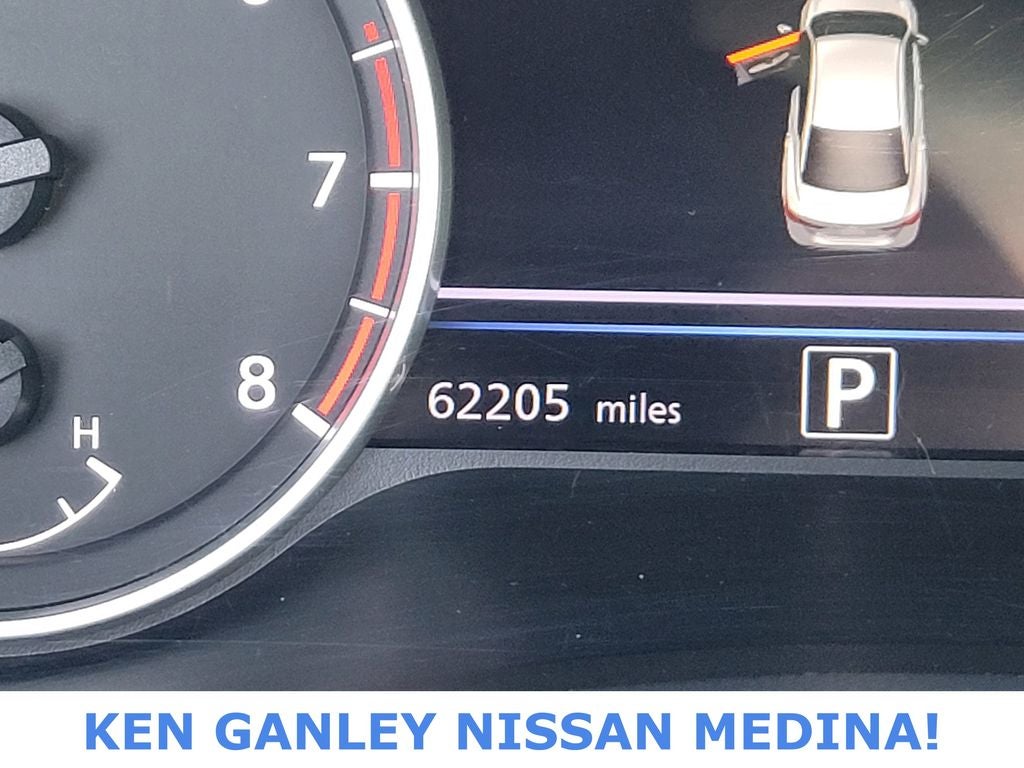 7
8
H
62205 miles
P
KEN GANLEY NISSAN MEDINA!